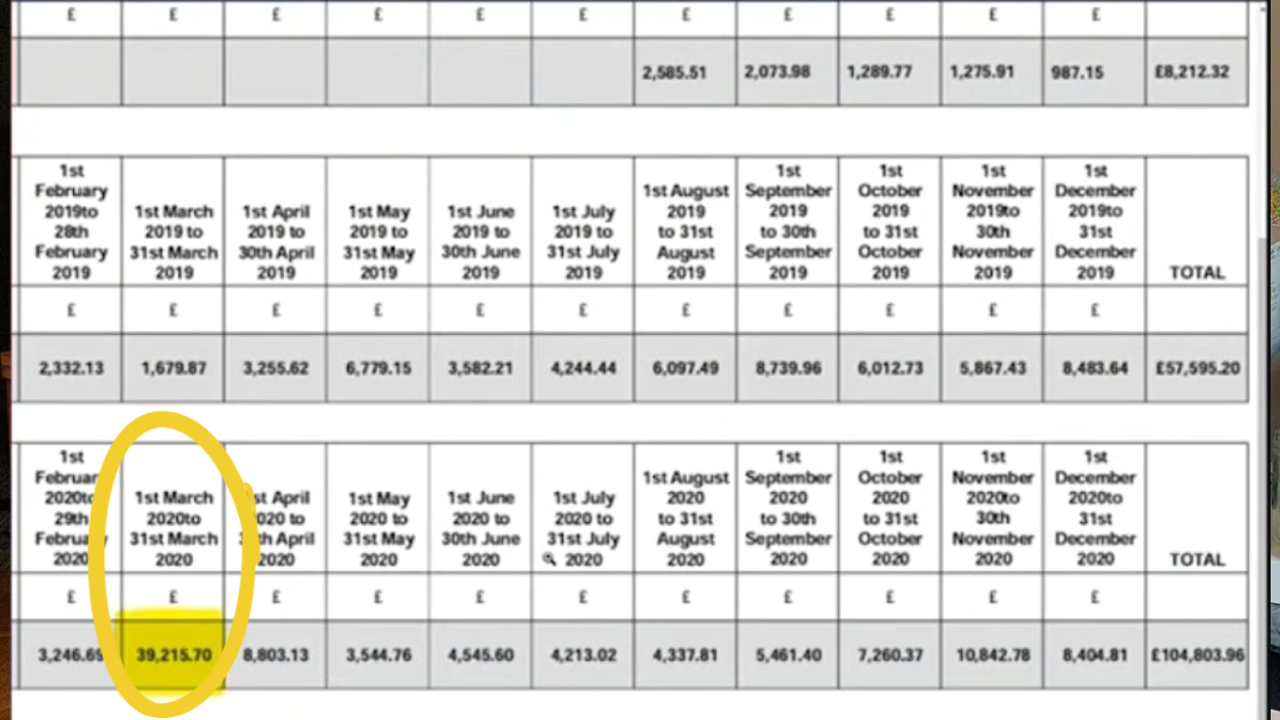 £ £ £ £ £ £ £ £ £ £ £
2,585.51 2,073.98 1,289.77 1,275.91 987.15 £8,212.32
1st February 2019to 28th February 2019
1st March 2019 to 31st March 2019
1st April 2019 to 30th April 2019
1st May 2019 to 31st May 2019
1st June 2019 to 30th June 2019
1st July 2019 to 31st July 2019
1st August 2019 to 31st August 2019
1st September 2019 to 30th September 2019
1st October 2019 to 31st October 2019
1st November 2019to 30th November 2019
1st December 2019to 31st December 2019
TOTAL
£ £ £ £ £ £ £ £ £ £ £
2,332.13 1,679.87 3,255.62 6,779.15 3,582.21 4,244.44 6,097.49 8,739.96 6,012.73 5,867.43 8,483.64 £57,595.20
1st February 2020to 29th February 2020
1st March 2020to 31st March 2020
1st April 2020 to 30th April 2020
1st May 2020 to 31st May 2020
1st June 2020 to 30th June 2020
1st July 2020 to 31st July 2020
1st August 2020 to 31st August 2020
1st September 2020 to 30th September 2020
1st October 2020 to 31st October 2020
1st November 2020to 30th November 2020
1st December 2020to 31st December 2020
TOTAL
£ £ £ £ £ £ £ £ £ £ £
3,246.69 39,215.70 8,803.13 3,544.76 4,545.60 4,213.02 4,337.81 5,461.40 7,260.37 10,842.78 8,404.81 £104,803.96